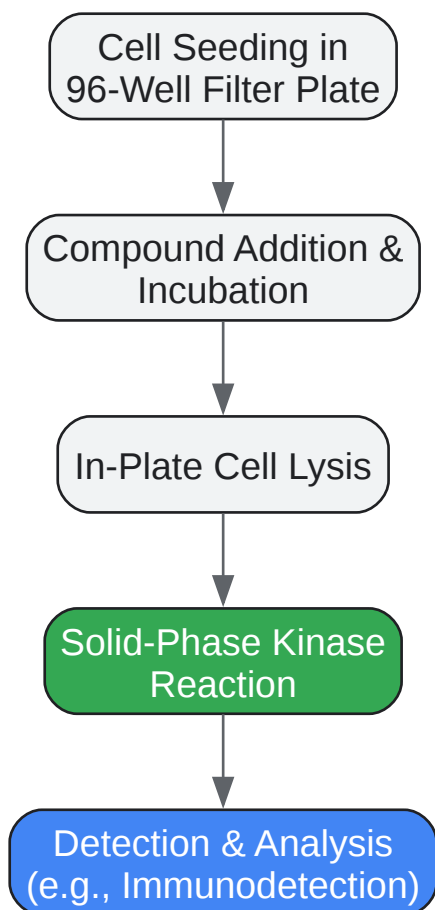 Cell Seeding in
96-Well Filter Plate
Compound Addition &
Incubation
In-Plate Cell Lysis
Solid-Phase Kinase
Reaction
Detection & Analysis
(e.g., Immunodetection)